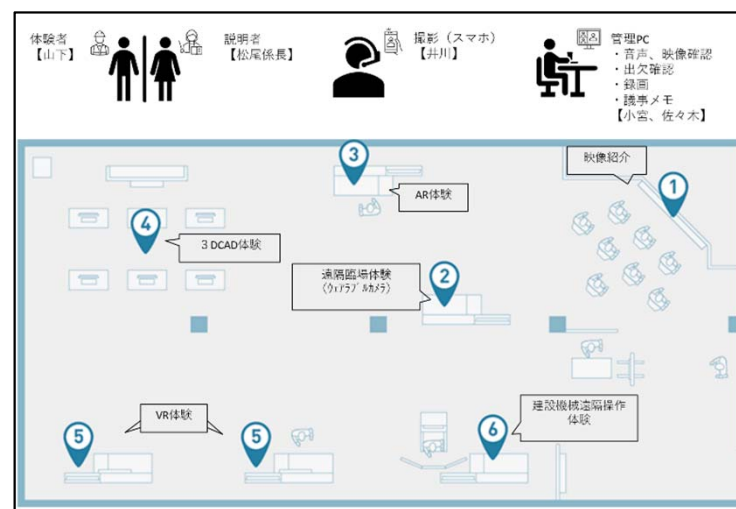 体験者
【山下】
説明者
【松尾係長】
撮影（スマホ）
【井川】
管理PC
・音声、映像確認
・出欠確認
・録画
・議事メモ
【小宮、佐々木】
3
映像紹介
1
AR体験
4
３DCAD体験
遠隔臨場体験
（ウェアラブルカメラ）
2
VR体験
5
5
建設機械遠隔操作
体験
6